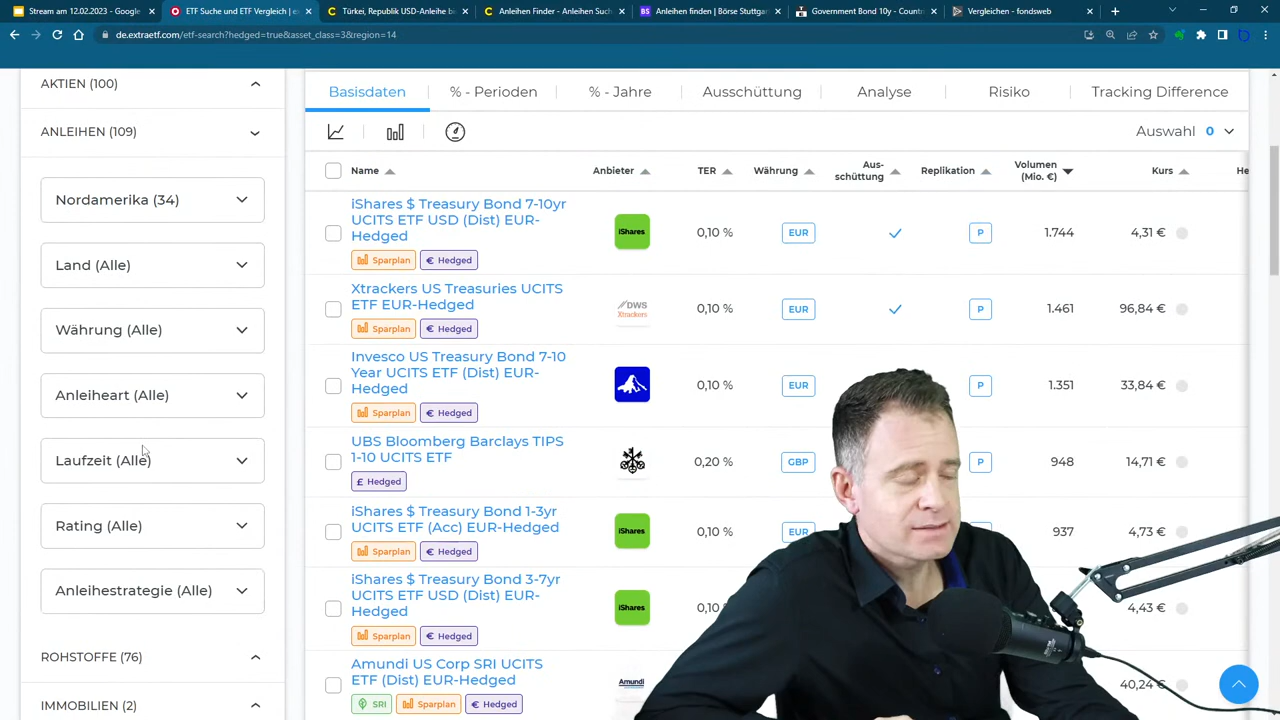 Stream am 12.02.2023 - Google
ETF Suche und ETF Vergleich | e
Türkei, Republik USD-Anleihe b
Anleihen Finder - Anleihen Such
BS
Anleihen finden | Börse Stuttgar
Government Bond 10y - Countr
Vergleichen - fondsweb
de.extraetf.com/etf-search?hedged=true&asset_class=3&region=14
AKTIEN (100)
ANLEIHEN (109)
Nordamerika (34)
Land (Alle)
Währung (Alle)
Anleiheart (Alle)
Laufzeit (Alle)
Rating (Alle)
Anleihestrategie (Alle)
ROHSTOFFE (76)
IMMOBILIEN (2)
Basisdaten
% - Perioden
% - Jahre
Ausschüttung
Analyse
Risiko
Tracking Difference
Auswahl 0
Name
Anbieter
TER
Währung
Aus-
schüttung
Replikation
Volumen
(Mio. €)
Kurs
He
iShares $ Treasury Bond 7-10yr
UCITS ETF USD (Dist) EUR-
Hedged
Sparplan
€ Hedged
iShares
0,10 %
EUR
P
1.744
4,31 €
Xtrackers US Treasuries UCITS
ETF EUR-Hedged
Sparplan
€ Hedged
DWS
Xtrackers
0,10 %
EUR
P
1.461
96,84 €
Invesco US Treasury Bond 7-10
Year UCITS ETF (Dist) EUR-
Hedged
Sparplan
€ Hedged
0,10 %
EUR
P
1.351
33,84 €
UBS Bloomberg Barclays TIPS
1-10 UCITS ETF
£ Hedged
0,20 %
GBP
P
948
14,71 €
iShares $ Treasury Bond 1-3yr
UCITS ETF (Acc) EUR-Hedged
Sparplan
€ Hedged
iShares
0,10 %
EUR
937
4,73 €
iShares $ Treasury Bond 3-7yr
UCITS ETF USD (Dist) EUR-
Hedged
Sparplan
€ Hedged
iShares
0,10
4,43 €
Amundi US Corp SRI UCITS
ETF (Dist) EUR-Hedged
SRI
Sparplan
€ Hedged
Amundi
40,24 €